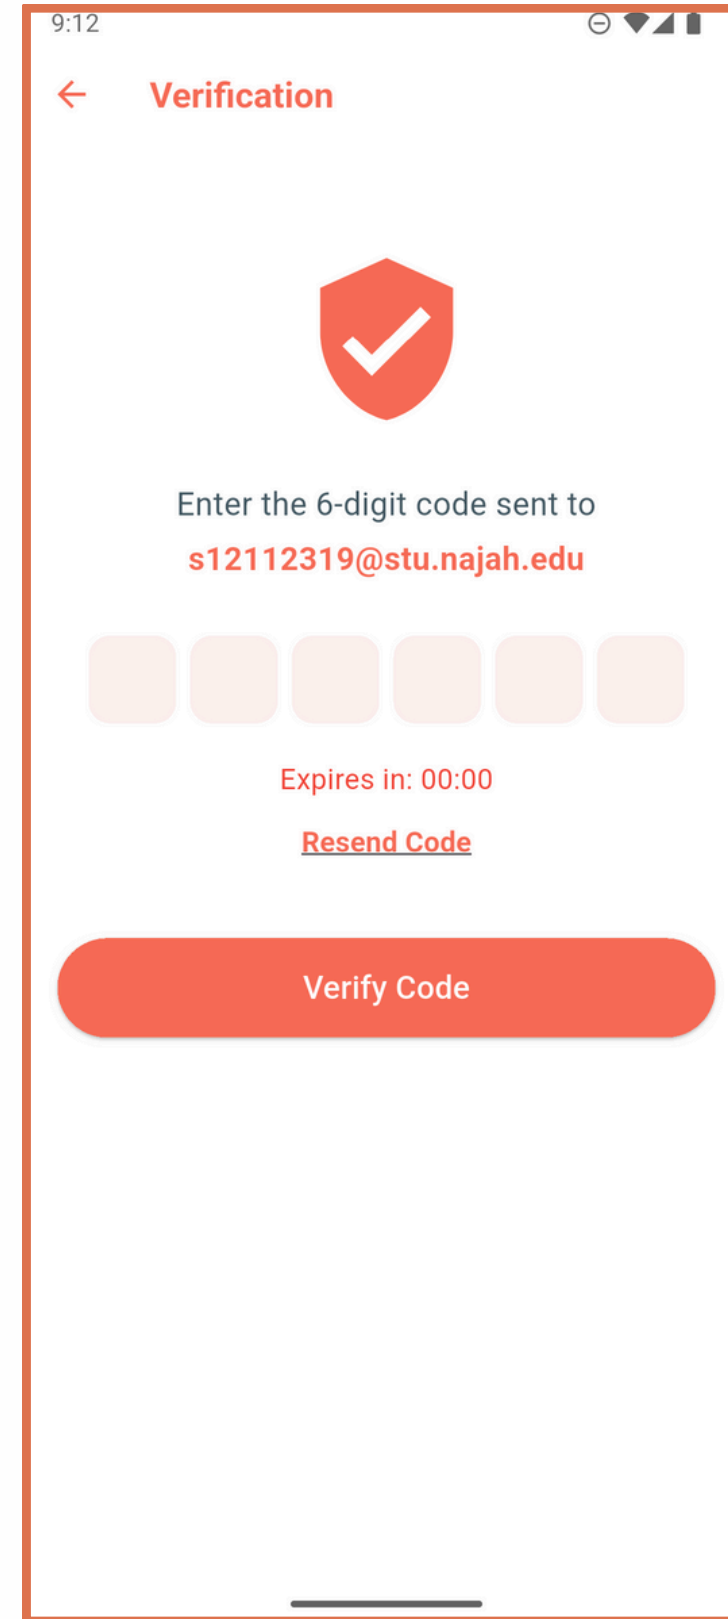 9:12
Verification
Enter the 6-digit code sent to
s12112319@stu.najah.edu
Expires in: 00:00
Resend Code
Verify Code